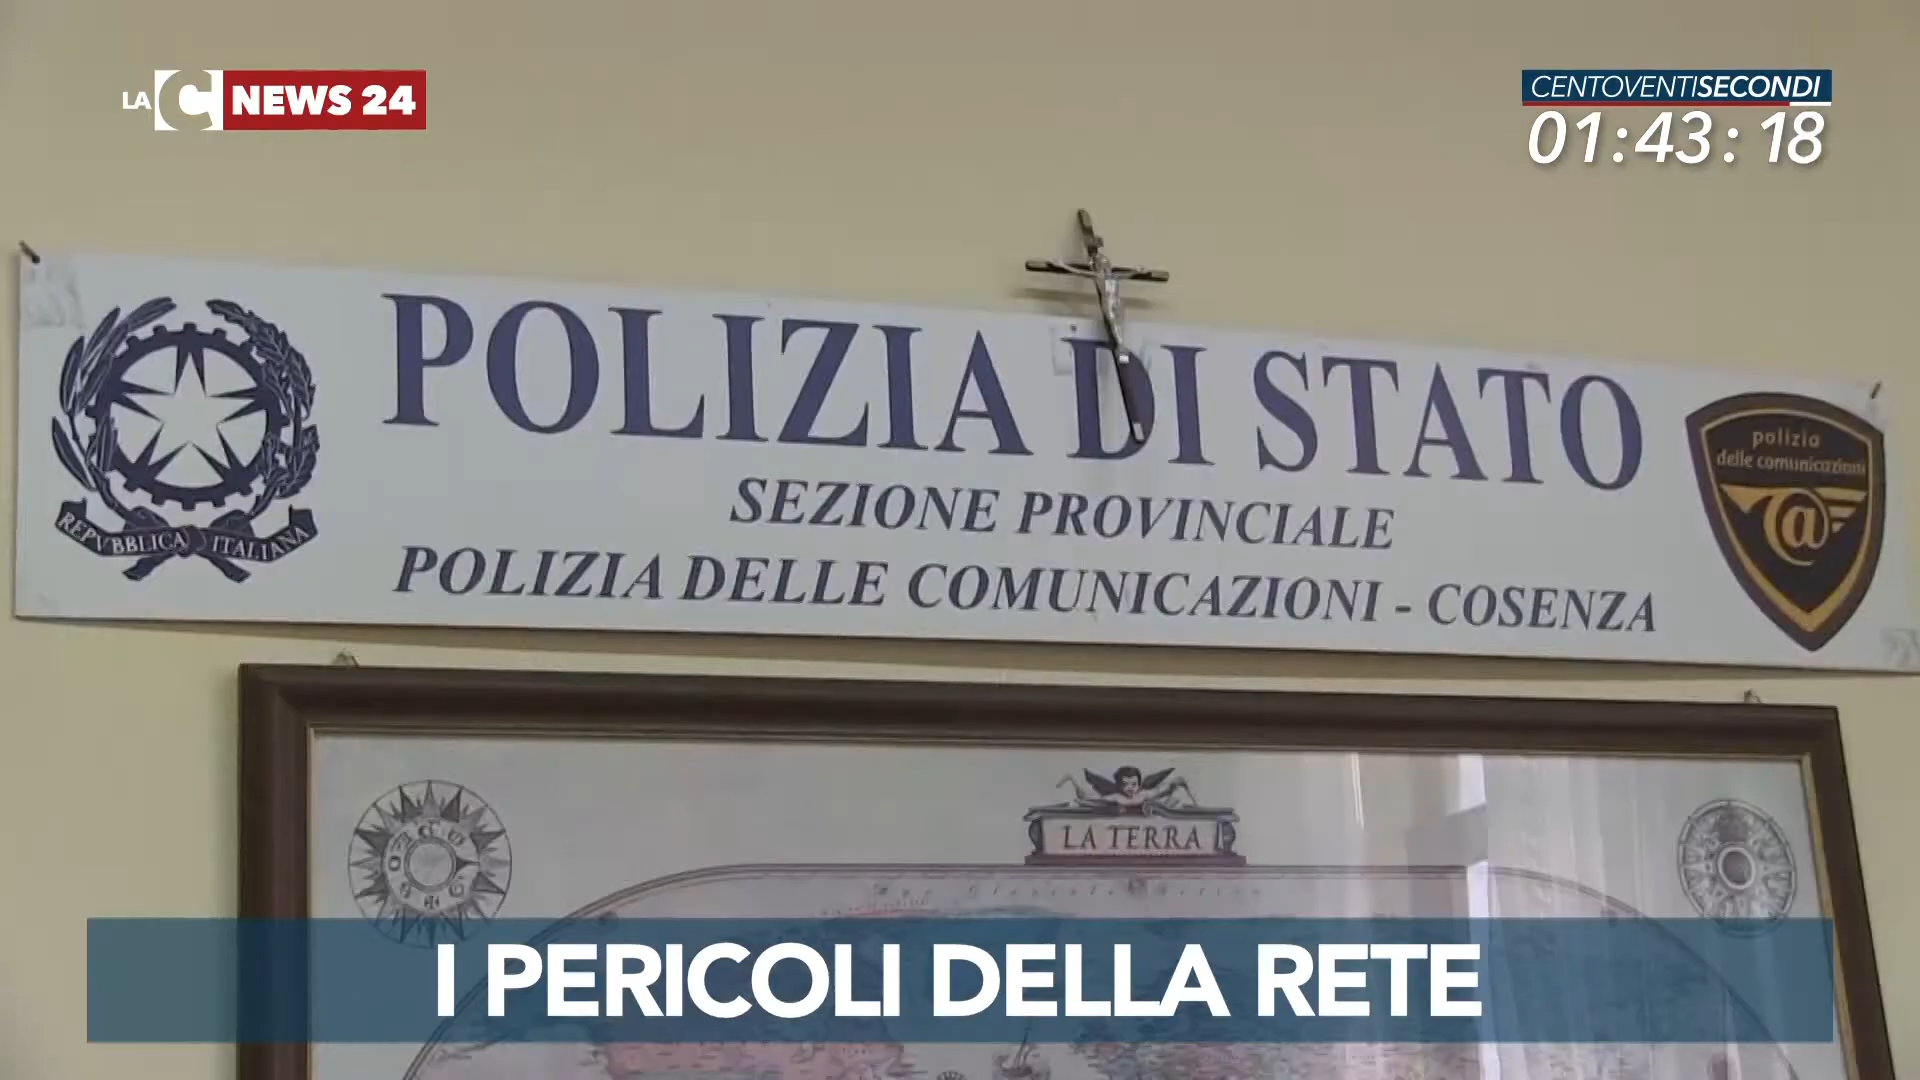 LA C NEWS 24
CENTOVENTISECONDI
01:43:18
POLIZIA DI STATO
SEZIONE PROVINCIALE
POLIZIA DELLE COMUNICAZIONI - COSENZA
REPVBBLICA ITALIANA
polizia
delle comunicazioni
@
LA TERRA
I PERICOLI DELLA RETE